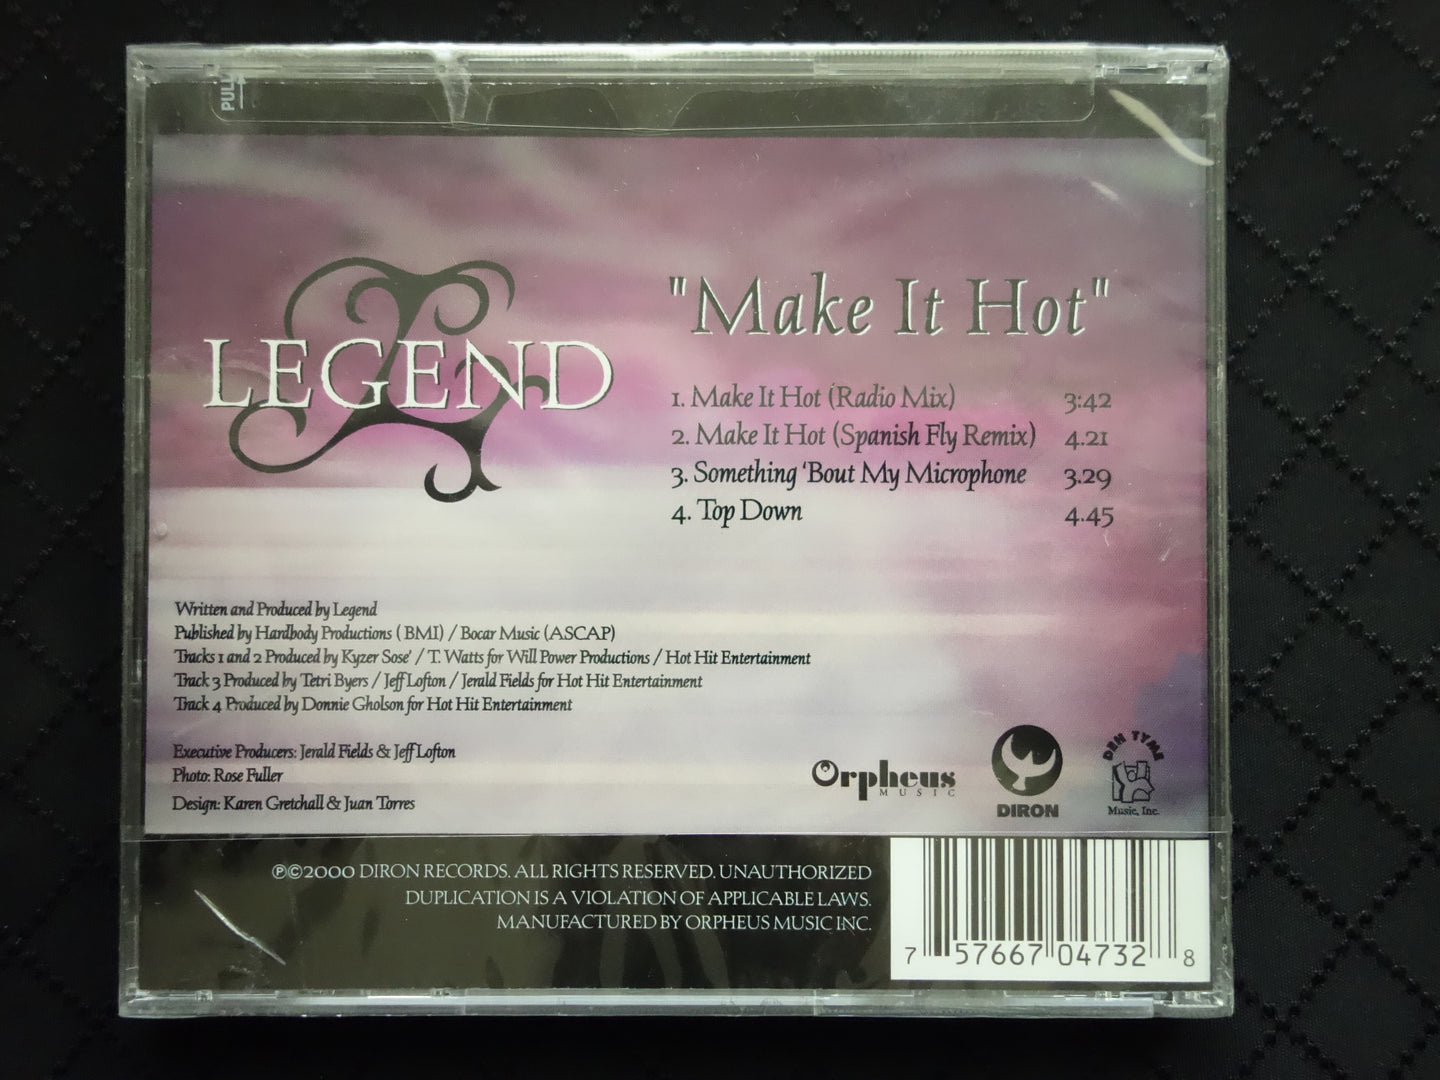 PULL
LEGEND
"Make It Hot"
1. Make It Hot (Radio Mix) 3:42
2. Make It Hot (Spanish Fly Remix) 4.21
3. Something 'Bout My Microphone 3.29
4. Top Down 4.45
Written and Produced by Legend
Published by Hardbody Productions ( BMI) / Bocar Music (ASCAP)
Tracks 1 and 2 Produced by Kyzer Sose' / T. Watts for Will Power Productions / Hot Hit Entertainment
Track 3 Produced by Tetri Byers / Jeff Lofton / Jerald Fields for Hot Hit Entertainment
Track 4 Produced by Donnie Gholson for Hot Hit Entertainment
Executive Producers: Jerald Fields & Jeff Lofton
Photo: Rose Fuller
Design: Karen Gretchall & Juan Torres
Orpheus
MUSIC
DIRON
DEH TYME
Music, Inc.
℗©2000 DIRON RECORDS. ALL RIGHTS RESERVED. UNAUTHORIZED
DUPLICATION IS A VIOLATION OF APPLICABLE LAWS.
MANUFACTURED BY ORPHEUS MUSIC INC.
7 57667 04732 8